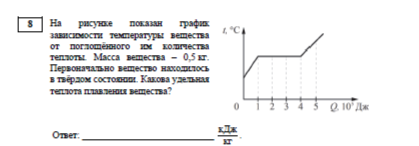 8
На рисунке показан график
зависимости температуры вещества
от поглощённого им количества
теплоты. Масса вещества – 0,5 кг.
Первоначально вещество находилось
в твёрдом состоянии. Какова удельная
теплота плавления вещества?
t, °C
0 1 2 3 4 5 Q, 10⁴ Дж
Ответ: ____________________ кДж
кг .